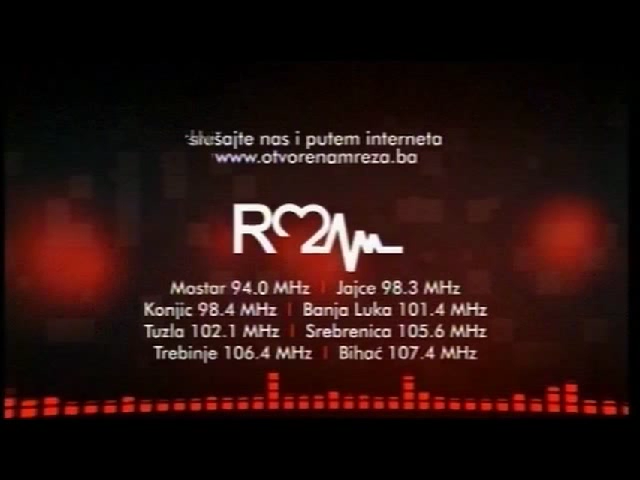 slušajte nas i putem interneta
www.otvorenamreza.ba
Mostar 94.0 MHz | Jajce 98.3 MHz
Konjic 98.4 MHz | Banja Luka 101.4 MHz
Tuzla 102.1 MHz | Srebrenica 105.6 MHz
Trebinje 106.4 MHz | Bihać 107.4 MHz